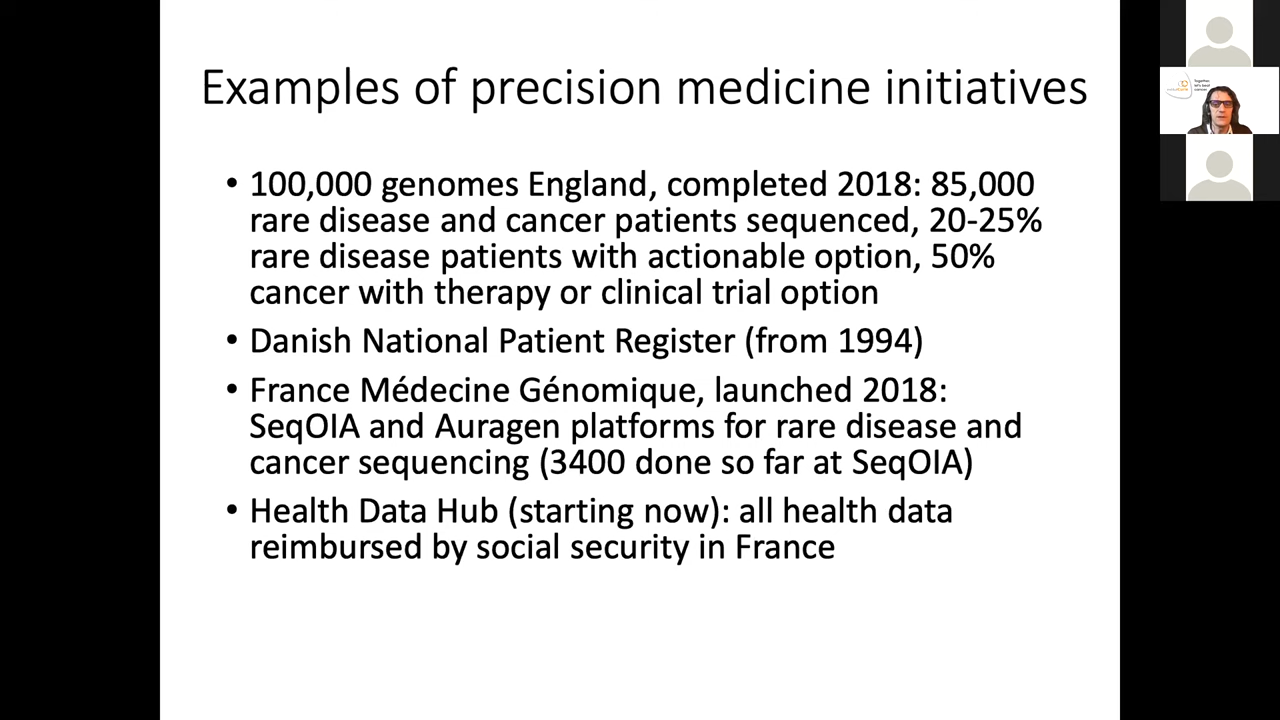 Examples of precision medicine initiatives
• 100,000 genomes England, completed 2018: 85,000
rare disease and cancer patients sequenced, 20-25%
rare disease patients with actionable option, 50%
cancer with therapy or clinical trial option
• Danish National Patient Register (from 1994)
• France Médecine Génomique, launched 2018:
SeqOIA and Auragen platforms for rare disease and
cancer sequencing (3400 done so far at SeqOIA)
• Health Data Hub (starting now): all health data
reimbursed by social security in France
Together,
let's beat